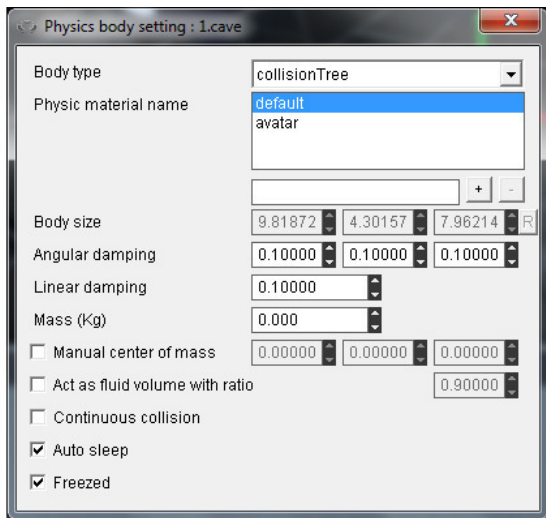 Physics body setting : 1.cave
x
Body type collisionTree
Physic material name default
avatar
+ -
Body size 9.81872 4.30157 7.96214 R
Angular damping 0.10000 0.10000 0.10000
Linear damping 0.10000
Mass (Kg) 0.000
Manual center of mass 0.00000 0.00000 0.00000
Act as fluid volume with ratio 0.90000
Continuous collision
Auto sleep
Freezed